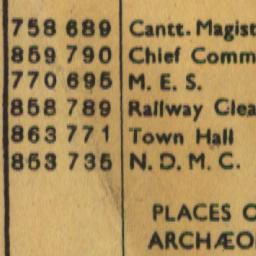 758 689 Cantt. Magist
859 790 Chief Comm
770 695 M. E. S.
858 789 Railway Clea
863 771 Town Hall
853 735 N. D. M. C.
PLACES O
ARCHÆO